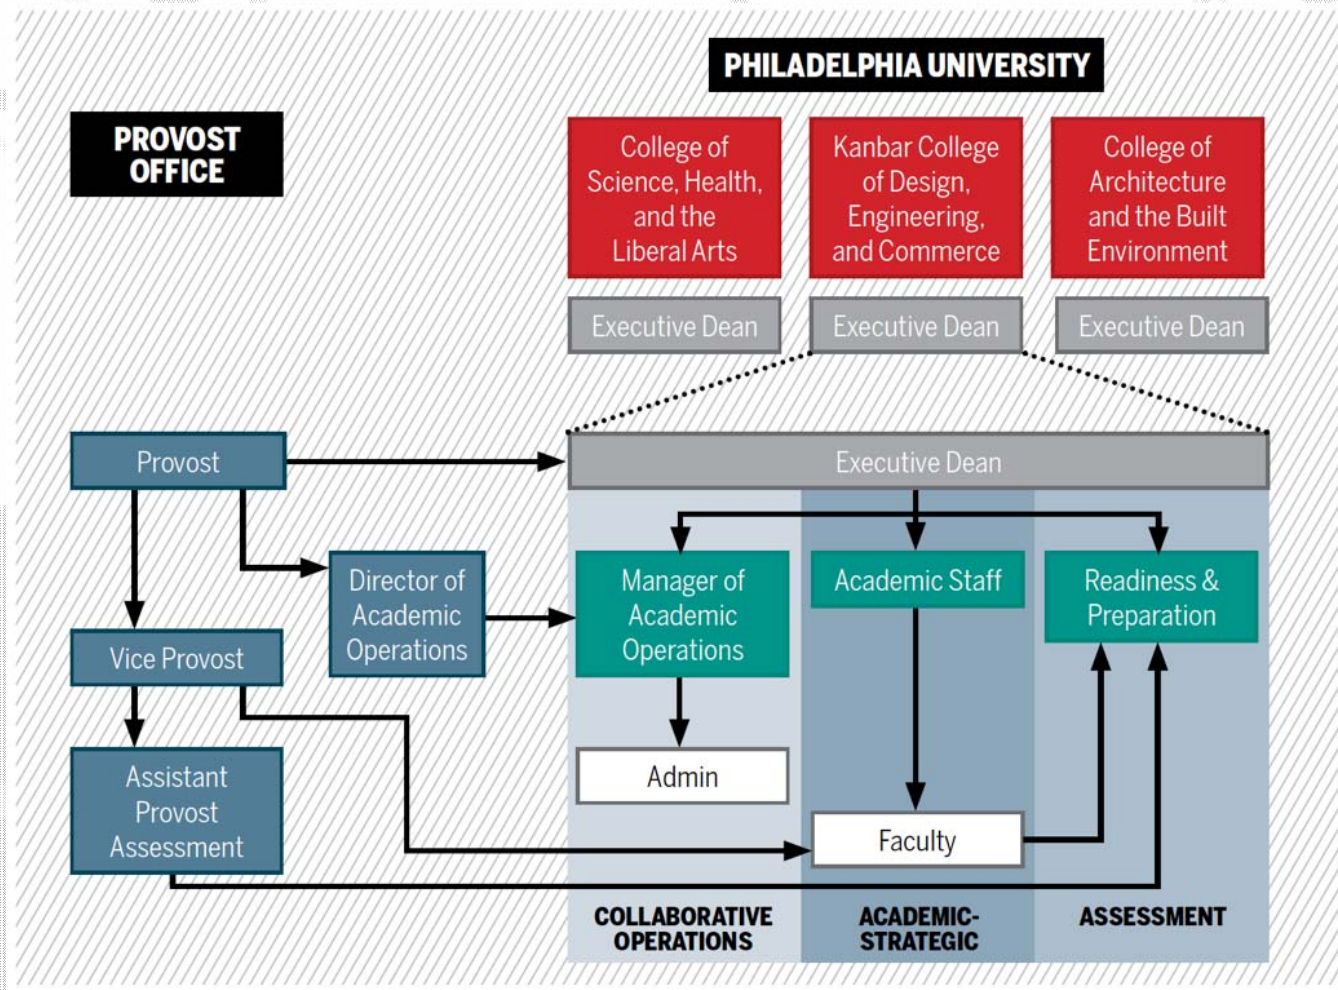 PHILADELPHIA UNIVERSITY
PROVOST
OFFICE
College of
Science, Health,
and the
Liberal Arts
Kanbar College
of Design,
Engineering,
and Commerce
College of
Architecture
and the Built
Environment
Executive Dean
Executive Dean
Executive Dean
Provost
Executive Dean
Director of
Academic
Operations
Manager of
Academic
Operations
Academic Staff
Readiness &
Preparation
Vice Provost
Assistant
Provost
Assessment
Admin
Faculty
COLLABORATIVE
OPERATIONS
ACADEMIC-
STRATEGIC
ASSESSMENT